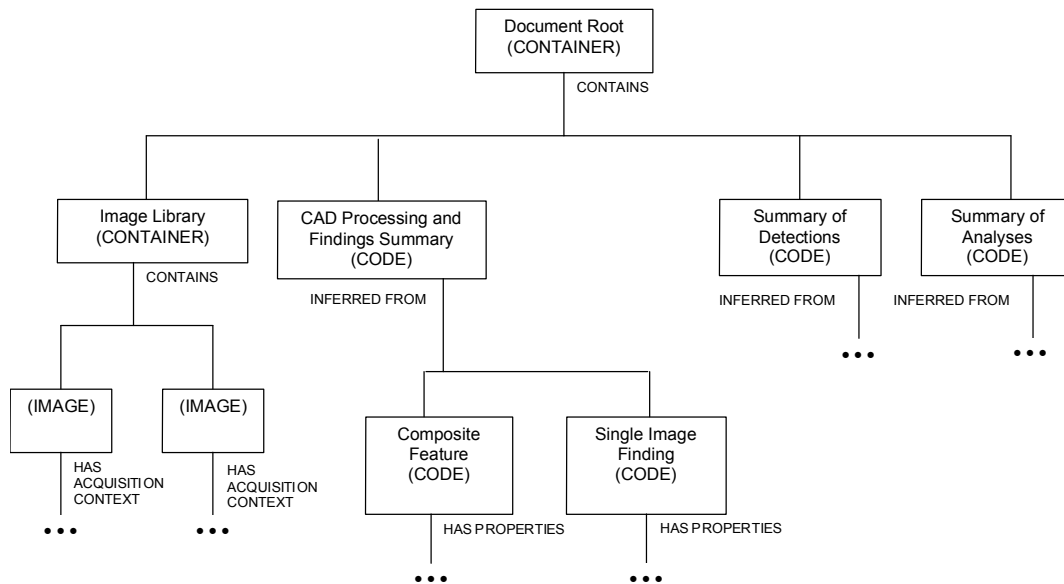 Document Root
(CONTAINER)
CONTAINS
Image Library
(CONTAINER)
CAD Processing and
Findings Summary
(CODE)
Summary of
Detections
(CODE)
Summary of
Analyses
(CODE)
CONTAINS
INFERRED FROM
INFERRED FROM
INFERRED FROM
(IMAGE)
(IMAGE)
Composite
Feature
(CODE)
Single Image
Finding
(CODE)
HAS
ACQUISITION
CONTEXT
HAS
ACQUISITION
CONTEXT
HAS PROPERTIES
HAS PROPERTIES